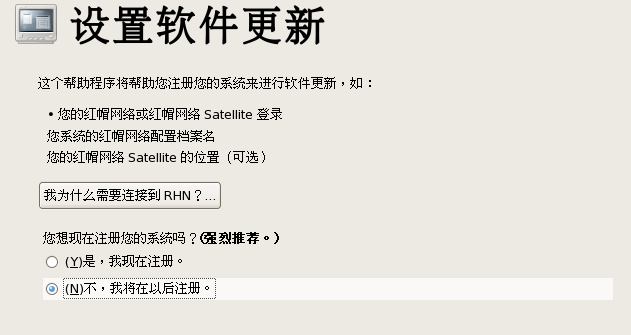 设置软件更新
这个帮助程序将帮助您注册您的系统来进行软件更新，如：
• 您的红帽网络或红帽网络 Satellite 登录
您系统的红帽网络配置档案名
您的红帽网络 Satellite 的位置（可选）
我为什么需要连接到 RHN？...
您想现在注册您的系统吗？(强烈推荐。)
(Y)是，我现在注册。
(N)不，我将在以后注册。